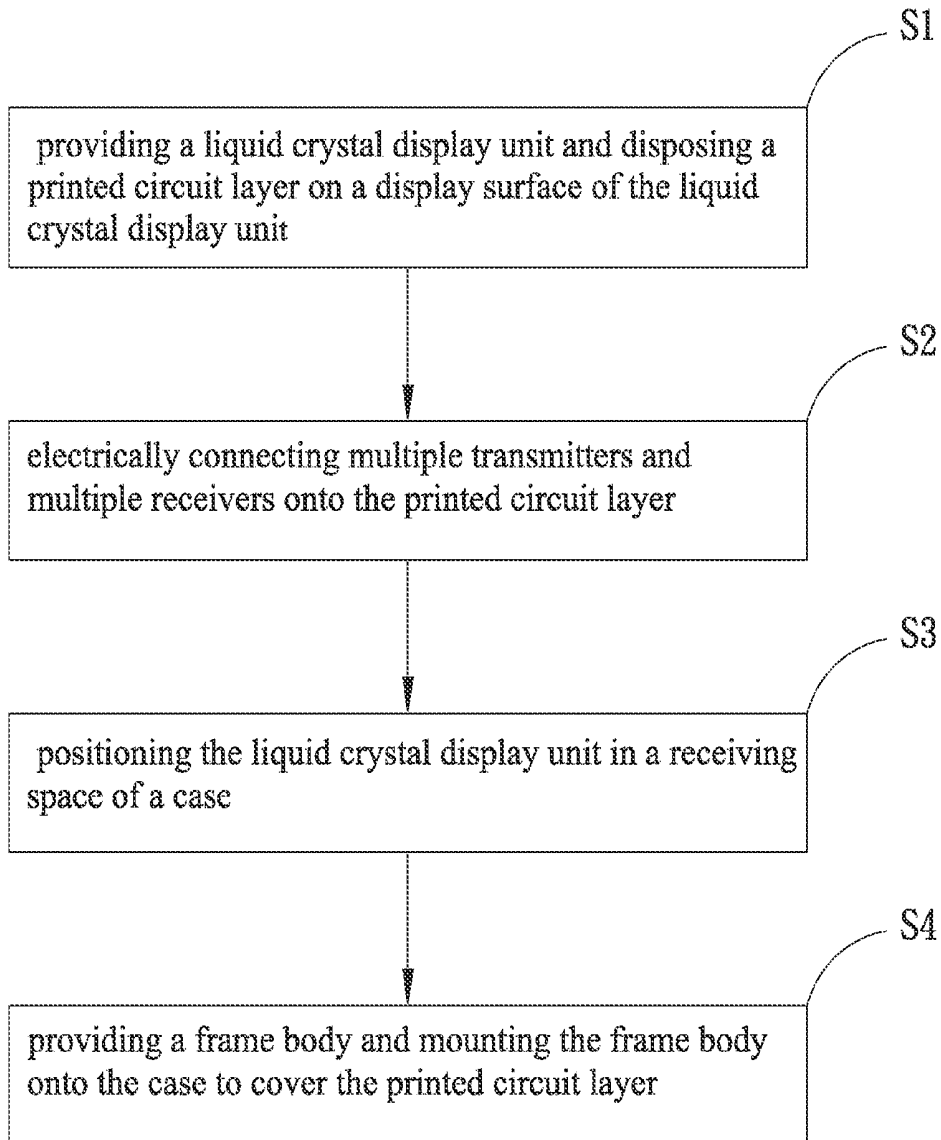 S1
providing a liquid crystal display unit and disposing a
printed circuit layer on a display surface of the liquid
crystal display unit
S2
electrically connecting multiple transmitters and
multiple receivers onto the printed circuit layer
S3
positioning the liquid crystal display unit in a receiving
space of a case
S4
providing a frame body and mounting the frame body
onto the case to cover the printed circuit layer